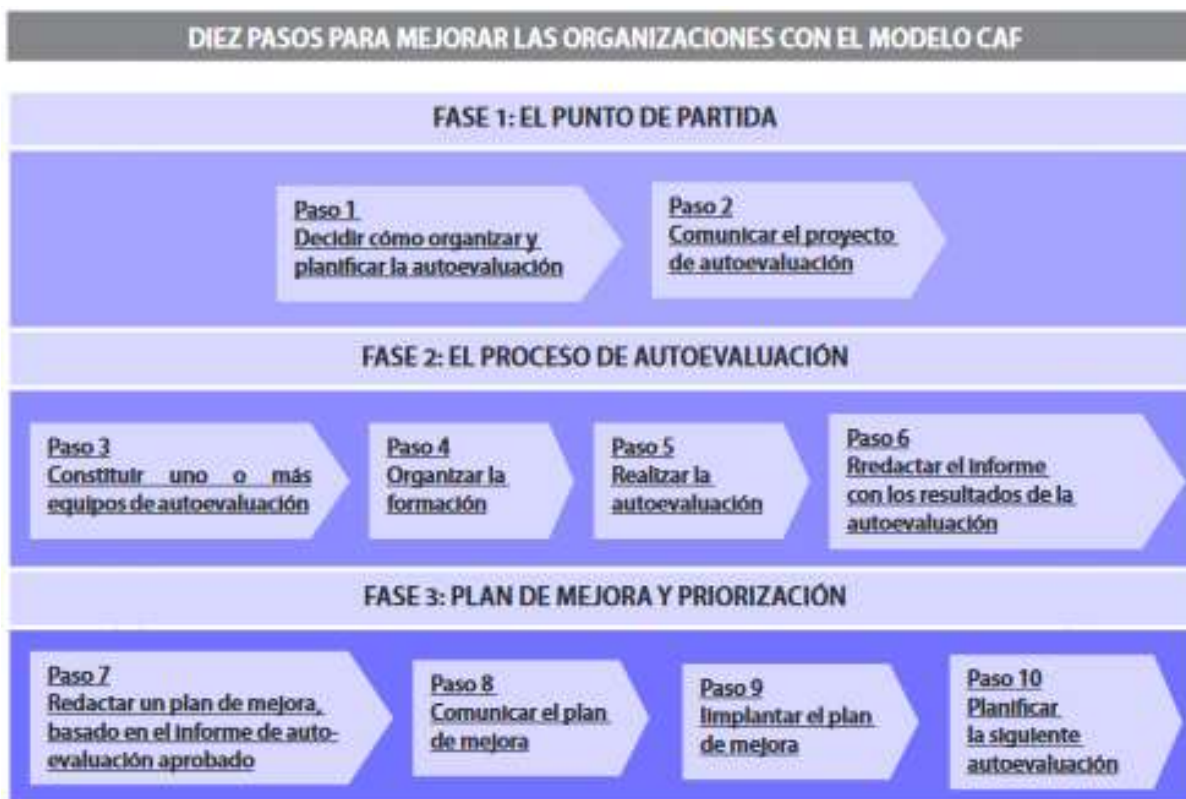 DIEZ PASOS PARA MEJORAR LAS ORGANIZACIONES CON EL MODELO CAF
FASE 1: EL PUNTO DE PARTIDA
Paso 1
Decidir cómo organizar y
planificar la autoevaluación
Paso 2
Comunicar el proyecto
de autoevaluación
FASE 2: EL PROCESO DE AUTOEVALUACIÓN
Paso 3
Constituir uno o más
equipos de autoevaluación
Paso 4
Organizar la
formación
Paso 5
Realizar la
autoevaluación
Paso 6
Rredactar el informe
con los resultados de la
autoevaluación
FASE 3: PLAN DE MEJORA Y PRIORIZACIÓN
Paso 7
Redactar un plan de mejora,
basado en el informe de auto-
evaluación aprobado
Paso 8
Comunicar el plan
de mejora
Paso 9
Iimplantar el plan
de mejora
Paso 10
Planificar
la siguiente
autoevaluación